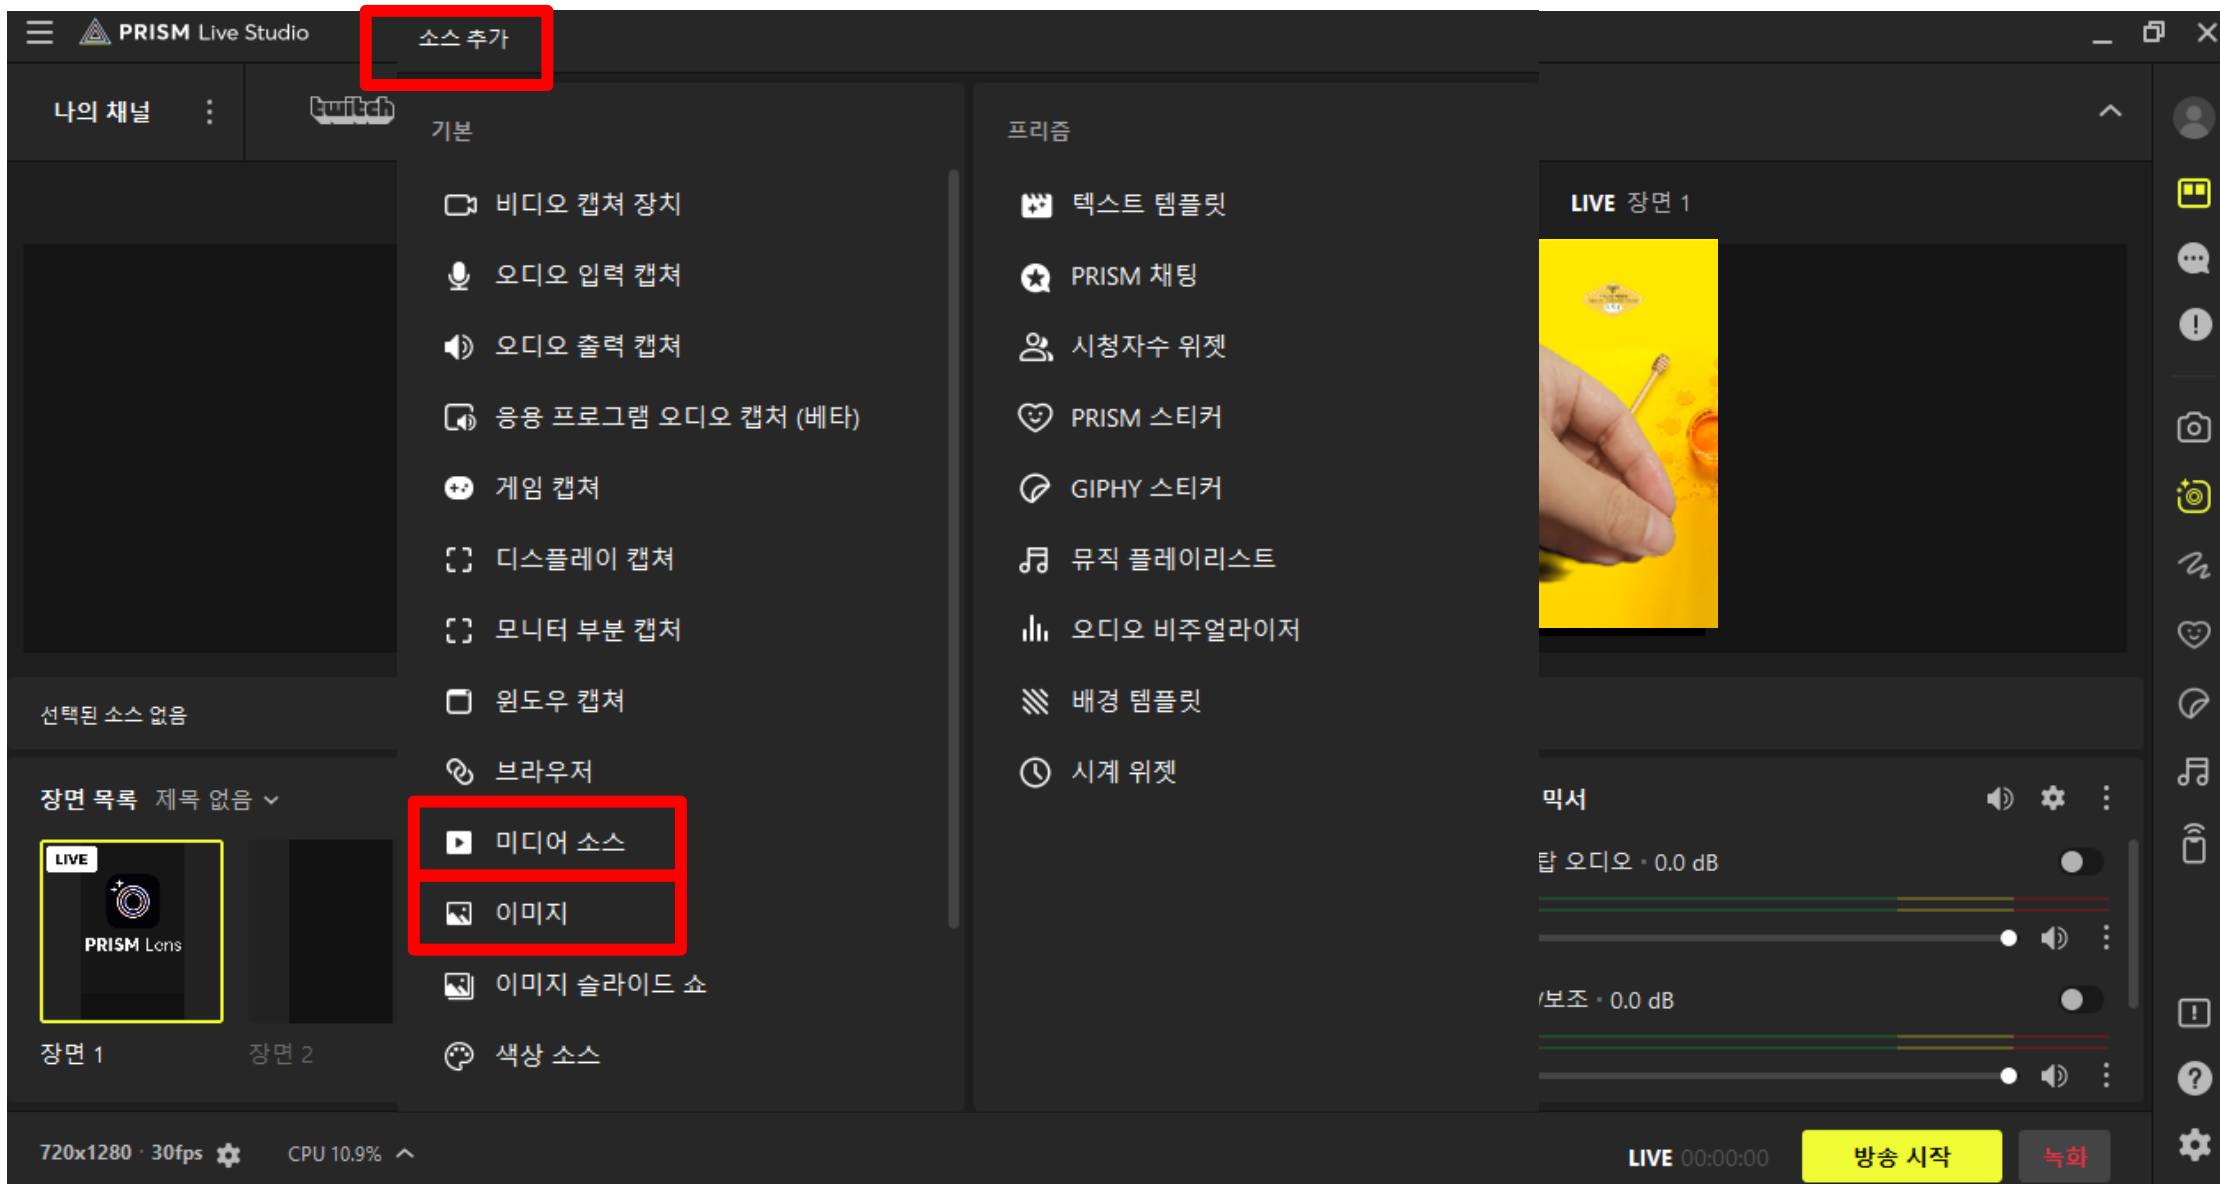 PRISM Live Studio
소스 추가
나의 채널
twitch
기본
비디오 캡쳐 장치
오디오 입력 캡쳐
오디오 출력 캡쳐
응용 프로그램 오디오 캡처 (베타)
게임 캡쳐
디스플레이 캡쳐
모니터 부분 캡처
윈도우 캡쳐
브라우저
미디어 소스
이미지
이미지 슬라이드 쇼
색상 소스
프리즘
텍스트 템플릿
PRISM 채팅
시청자수 위젯
PRISM 스티커
GIPHY 스티커
뮤직 플레이리스트
오디오 비주얼라이저
배경 템플릿
시계 위젯
LIVE 장면 1
선택된 소스 없음
장면 목록 제목 없음
LIVE
PRISM Lens
장면 1
장면 2
믹서
탑 오디오 · 0.0 dB
/보조 · 0.0 dB
720x1280 · 30fps
CPU 10.9%
LIVE 00:00:00
방송 시작
녹화